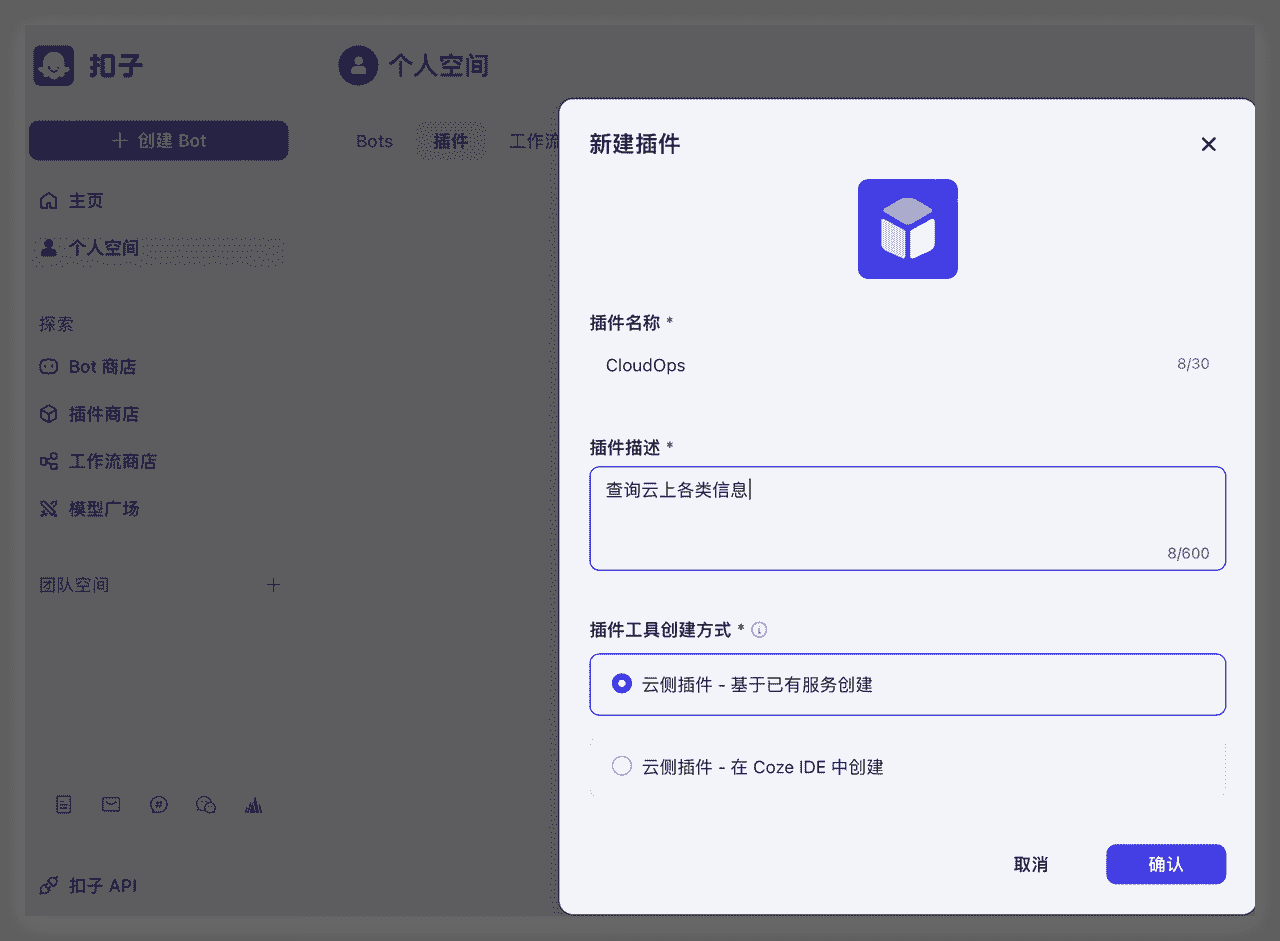 扣子
个人空间
创建 Bot
Bots
插件
工作流
主页
个人空间
探索
Bot 商店
插件商店
工作流商店
模型广场
团队空间
扣子 API
新建插件
插件名称 *
CloudOps
8/30
插件描述 *
查询云上各类信息
8/600
插件工具创建方式 *
云侧插件 - 基于已有服务创建
云侧插件 - 在 Coze IDE 中创建
取消
确认